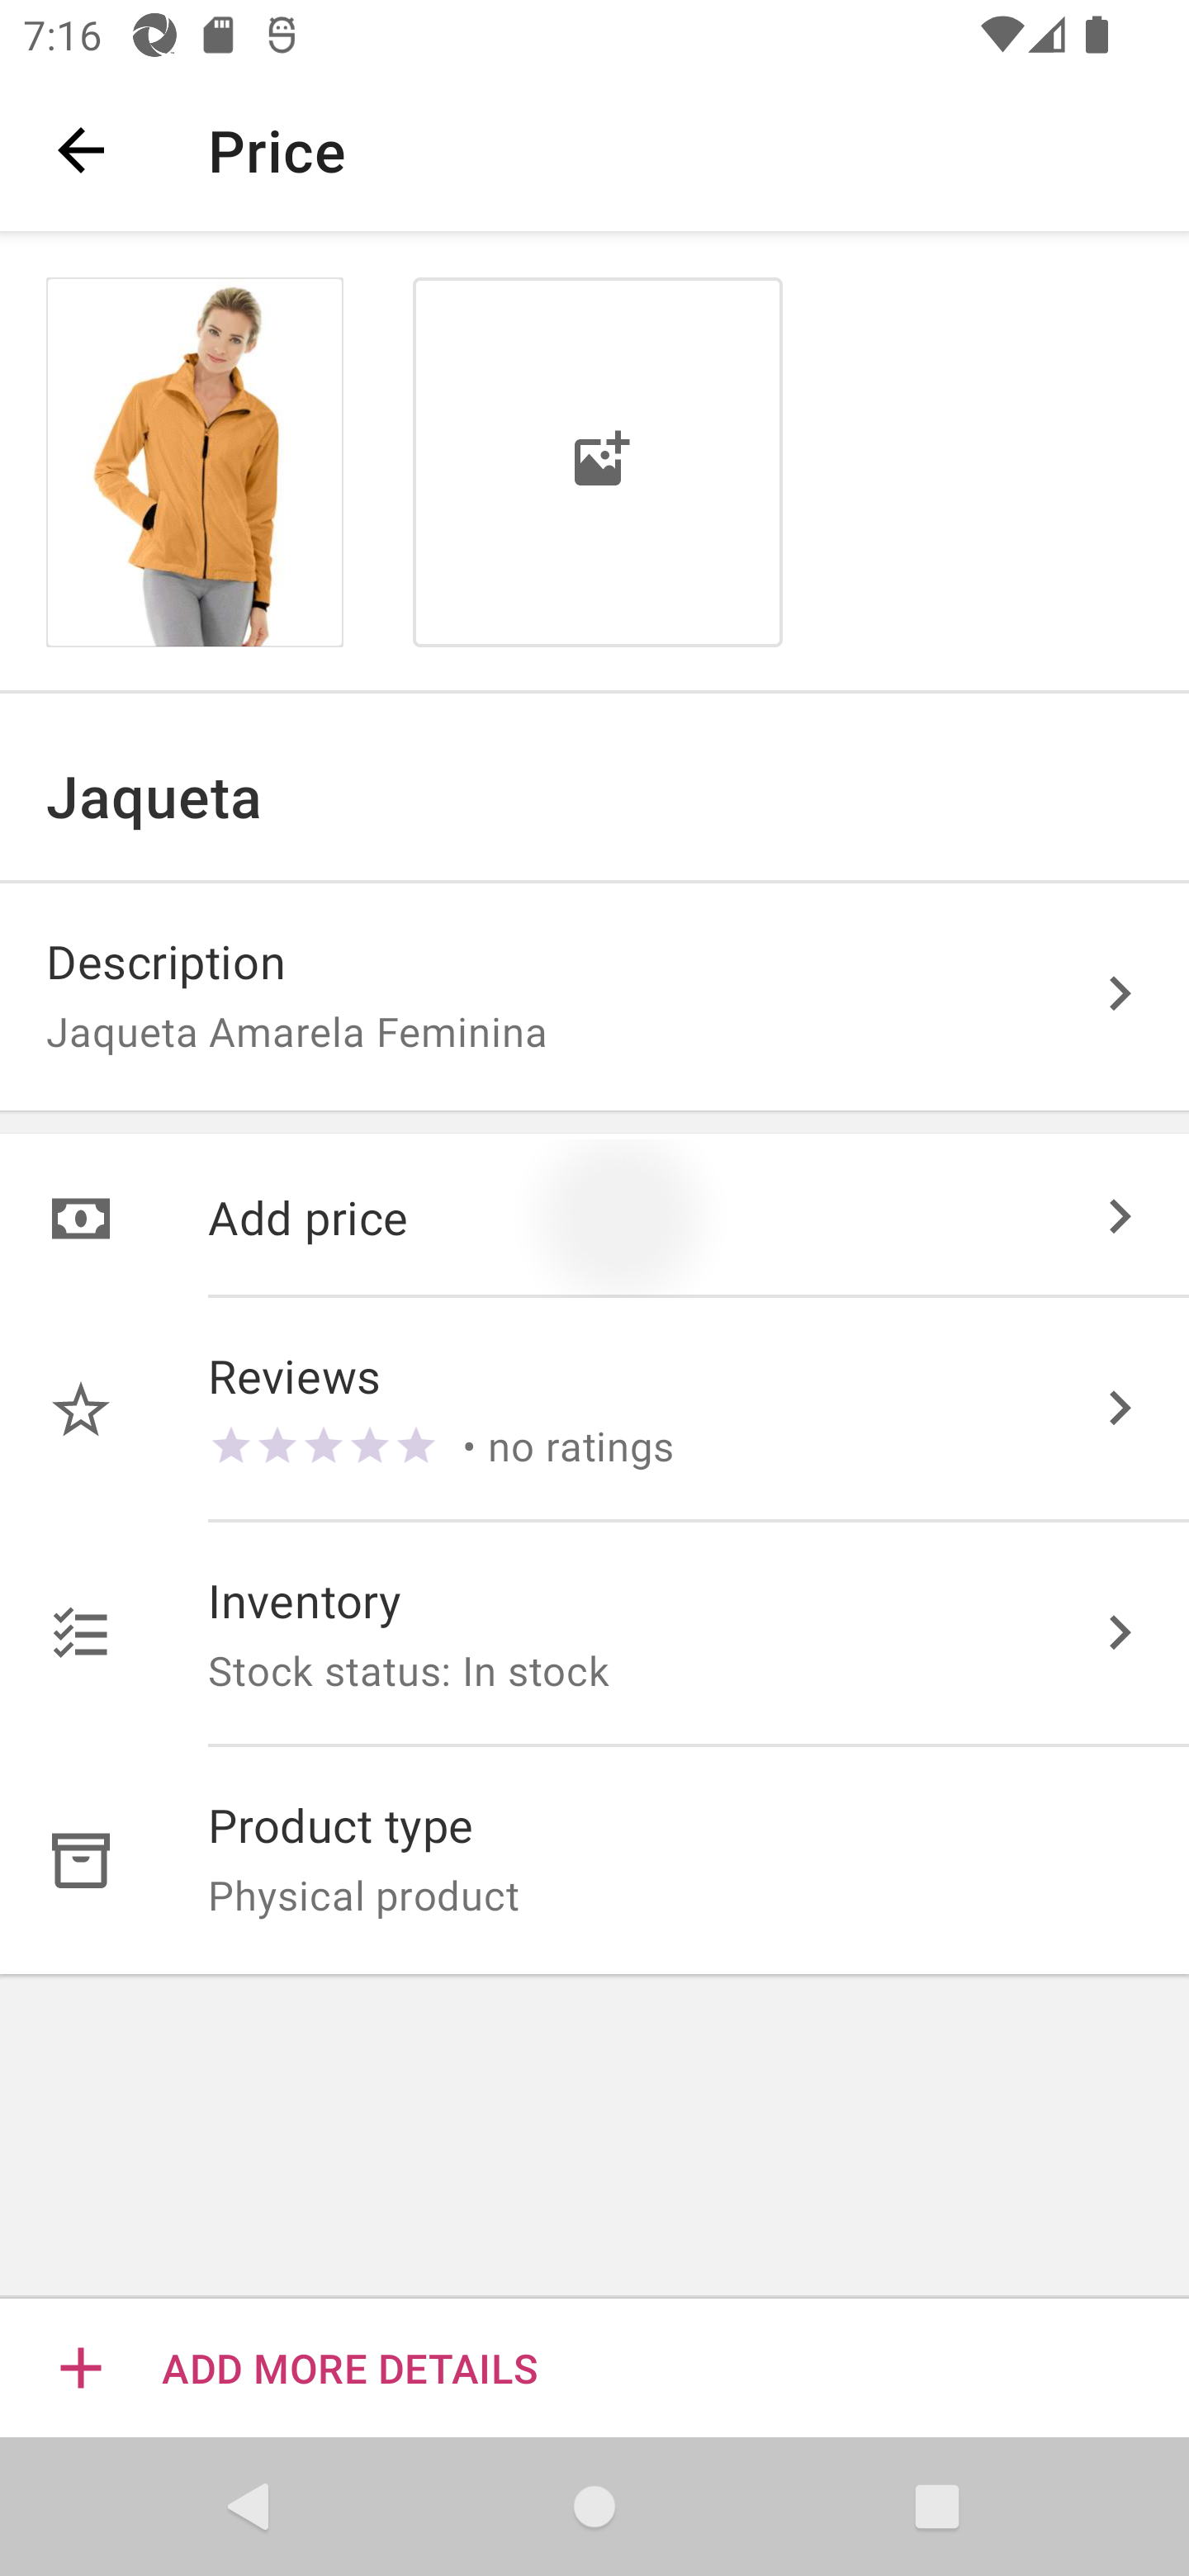 7:16
Price
Jaqueta
Description
Jaqueta Amarela Feminina
Add price
Reviews
• no ratings
Inventory
Stock status: In stock
Product type
Physical product
ADD MORE DETAILS